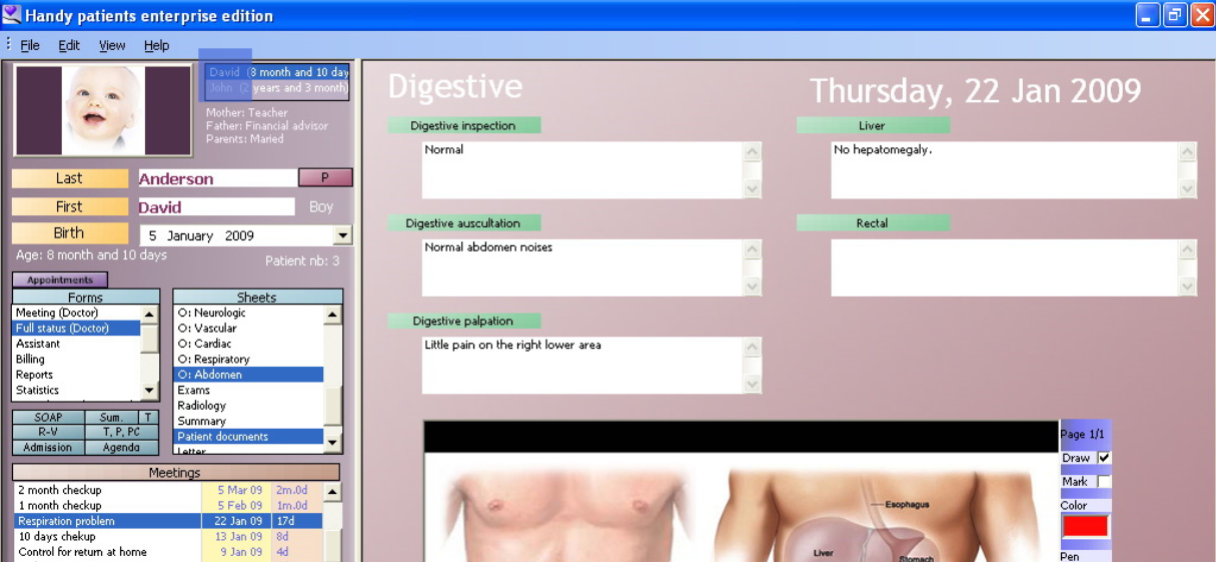 Handy patients enterprise edition
File Edit View Help
David (8 month and 10 day
John (2 years and 3 month)
Mother: Teacher
Father: Financial advisor
Parents: Maried
Last Anderson P
First David Boy
Birth 5 January 2009
Age: 8 month and 10 days
Patient nb: 3
Appointments
Forms
Meeting (Doctor)
Full status (Doctor)
Assistant
Billing
Reports
Statistics
Sheets
O: Neurologic
O: Vascular
O: Cardiac
O: Respiratory
O: Abdomen
Exams
Radiology
Summary
Patient documents
Letter
SOAP Sum. T
R-V T, P, PC
Admission Agenda
Meetings
2 month checkup 5 Mar 09 2m.0d
1 month checkup 5 Feb 09 1m.0d
Respiration problem 22 Jan 09 17d
10 days chekup 13 Jan 09 8d
Control for return at home 9 Jan 09 4d
Digestive
Thursday, 22 Jan 2009
Digestive inspection
Normal
Liver
No hepatomegaly.
Digestive auscultation
Normal abdomen noises
Rectal
Digestive palpation
Little pain on the right lower area
Page 1/1
Draw
Mark
Color
Pen
Esophagus
Liver
Stomach